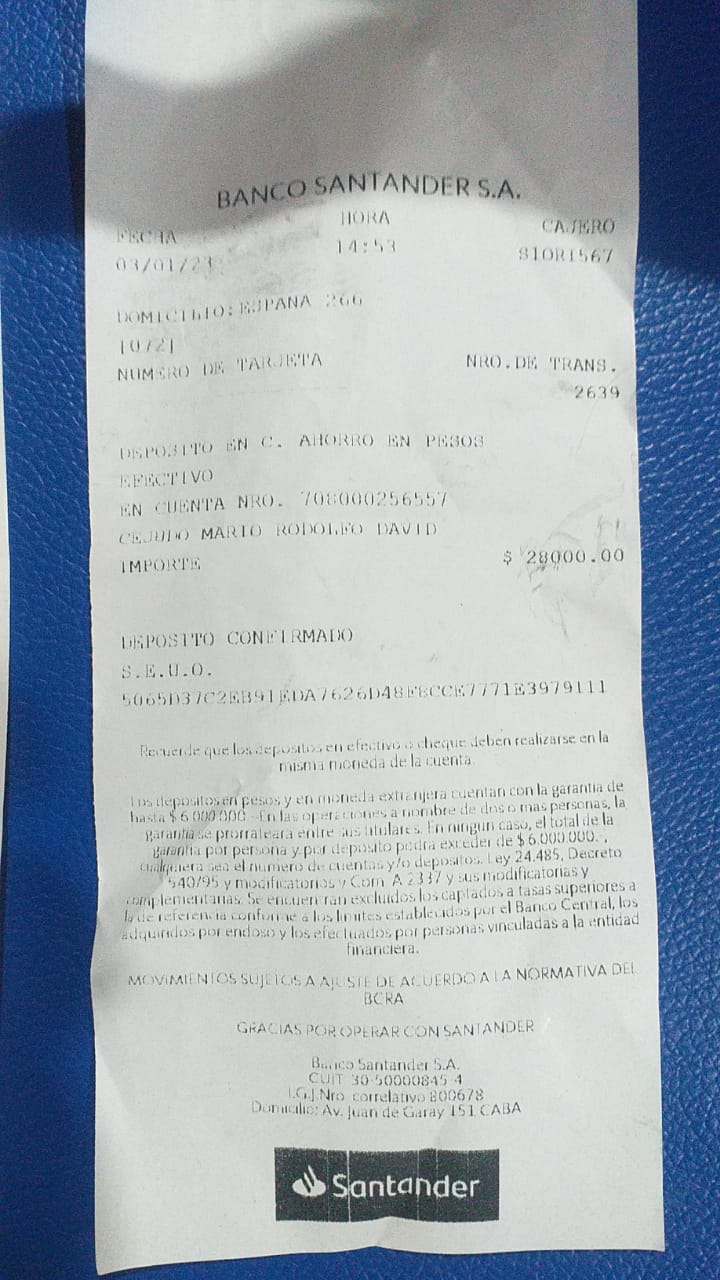 BANCO SANTANDER S.A.
FECHA HORA CAJERO
03/01/23 14:53 S1OR1567
DOMICILIO: ESPANA 266
10721
NUMERO DE TARJETA NRO.DE TRANS.
2639
DEPOSITO EN C. AHORRO EN PESOS
EFECTIVO
EN CUENTA NRO. 708000256557
CEJUDO MARIO RODOLFO DAVID
IMPORTE $ 28000.00
DEPOSITO CONFIRMADO
S.E.U.O.
5065D37C2EB91EDA7626D48F8CCE7771E3979111
Recuerde que los depositos en efectivo o cheque deben realizarse en la
misma moneda de la cuenta.
Los depositos en pesos y en moneda extranjera cuentan con la garantia de
hasta $ 6.000.000.- En las operaciones a nombre de dos o mas personas, la
garantia se prorrateara entre sus titulares. En ningun caso, el total de la
garantia por persona y por deposito podra exceder de $ 6.000.000.-,
cualquiera sea el numero de cuentas y/o depositos. Ley 24.485, Decreto
540/95 y modificatorios y Com. A 2337 y sus modificatorias y
complementarias. Se encuentran excluidos los captados a tasas superiores a
la de referencia conforme a los limites establecidos por el Banco Central, los
adquiridos por endoso y los efectuados por personas vinculadas a la entidad
financiera.
MOVIMIENTOS SUJETOS A AJUSTE DE ACUERDO A LA NORMATIVA DEL
BCRA
GRACIAS POR OPERAR CON SANTANDER
Banco Santander S.A.
CUIT 30-50000845-4
I.G.J.Nro. correlativo 800678
Domicilio: Av. Juan de Garay 151 CABA
Santander